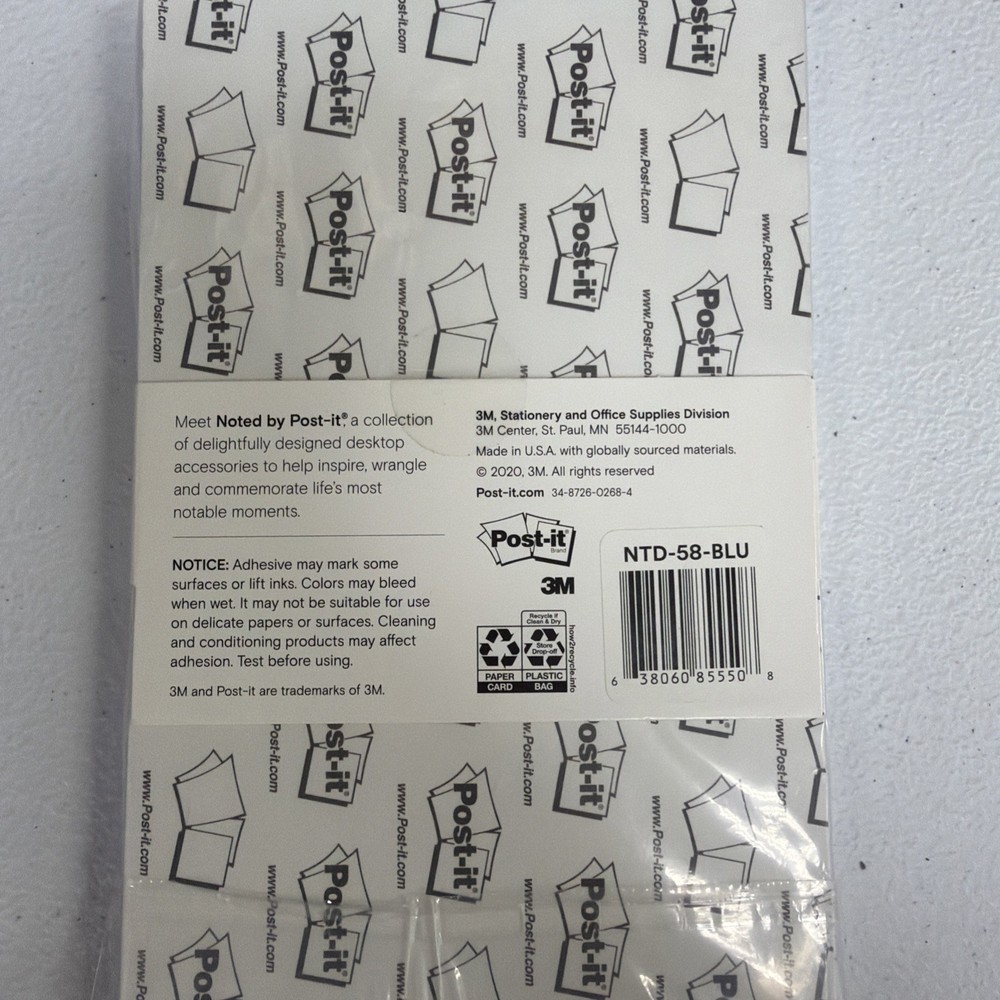 Post-it®
www.Post-it.com
Meet Noted by Post-it®, a collection
of delightfully designed desktop
accessories to help inspire, wrangle
and commemorate life's most
notable moments.
NOTICE: Adhesive may mark some
surfaces or lift inks. Colors may bleed
when wet. It may not be suitable for use
on delicate papers or surfaces. Cleaning
and conditioning products may affect
adhesion. Test before using.
3M and Post-it are trademarks of 3M.
3M, Stationery and Office Supplies Division
3M Center, St. Paul, MN 55144-1000
Made in U.S.A. with globally sourced materials.
© 2020, 3M. All rights reserved
Post-it.com 34-8726-0268-4
Post-it®
Brand
3M
Recycle if
Clean & Dry
Store
Drop-off
PAPER
CARD
PLASTIC
BAG
how2recycle.info
NTD-58-BLU
6 38060 85550 8